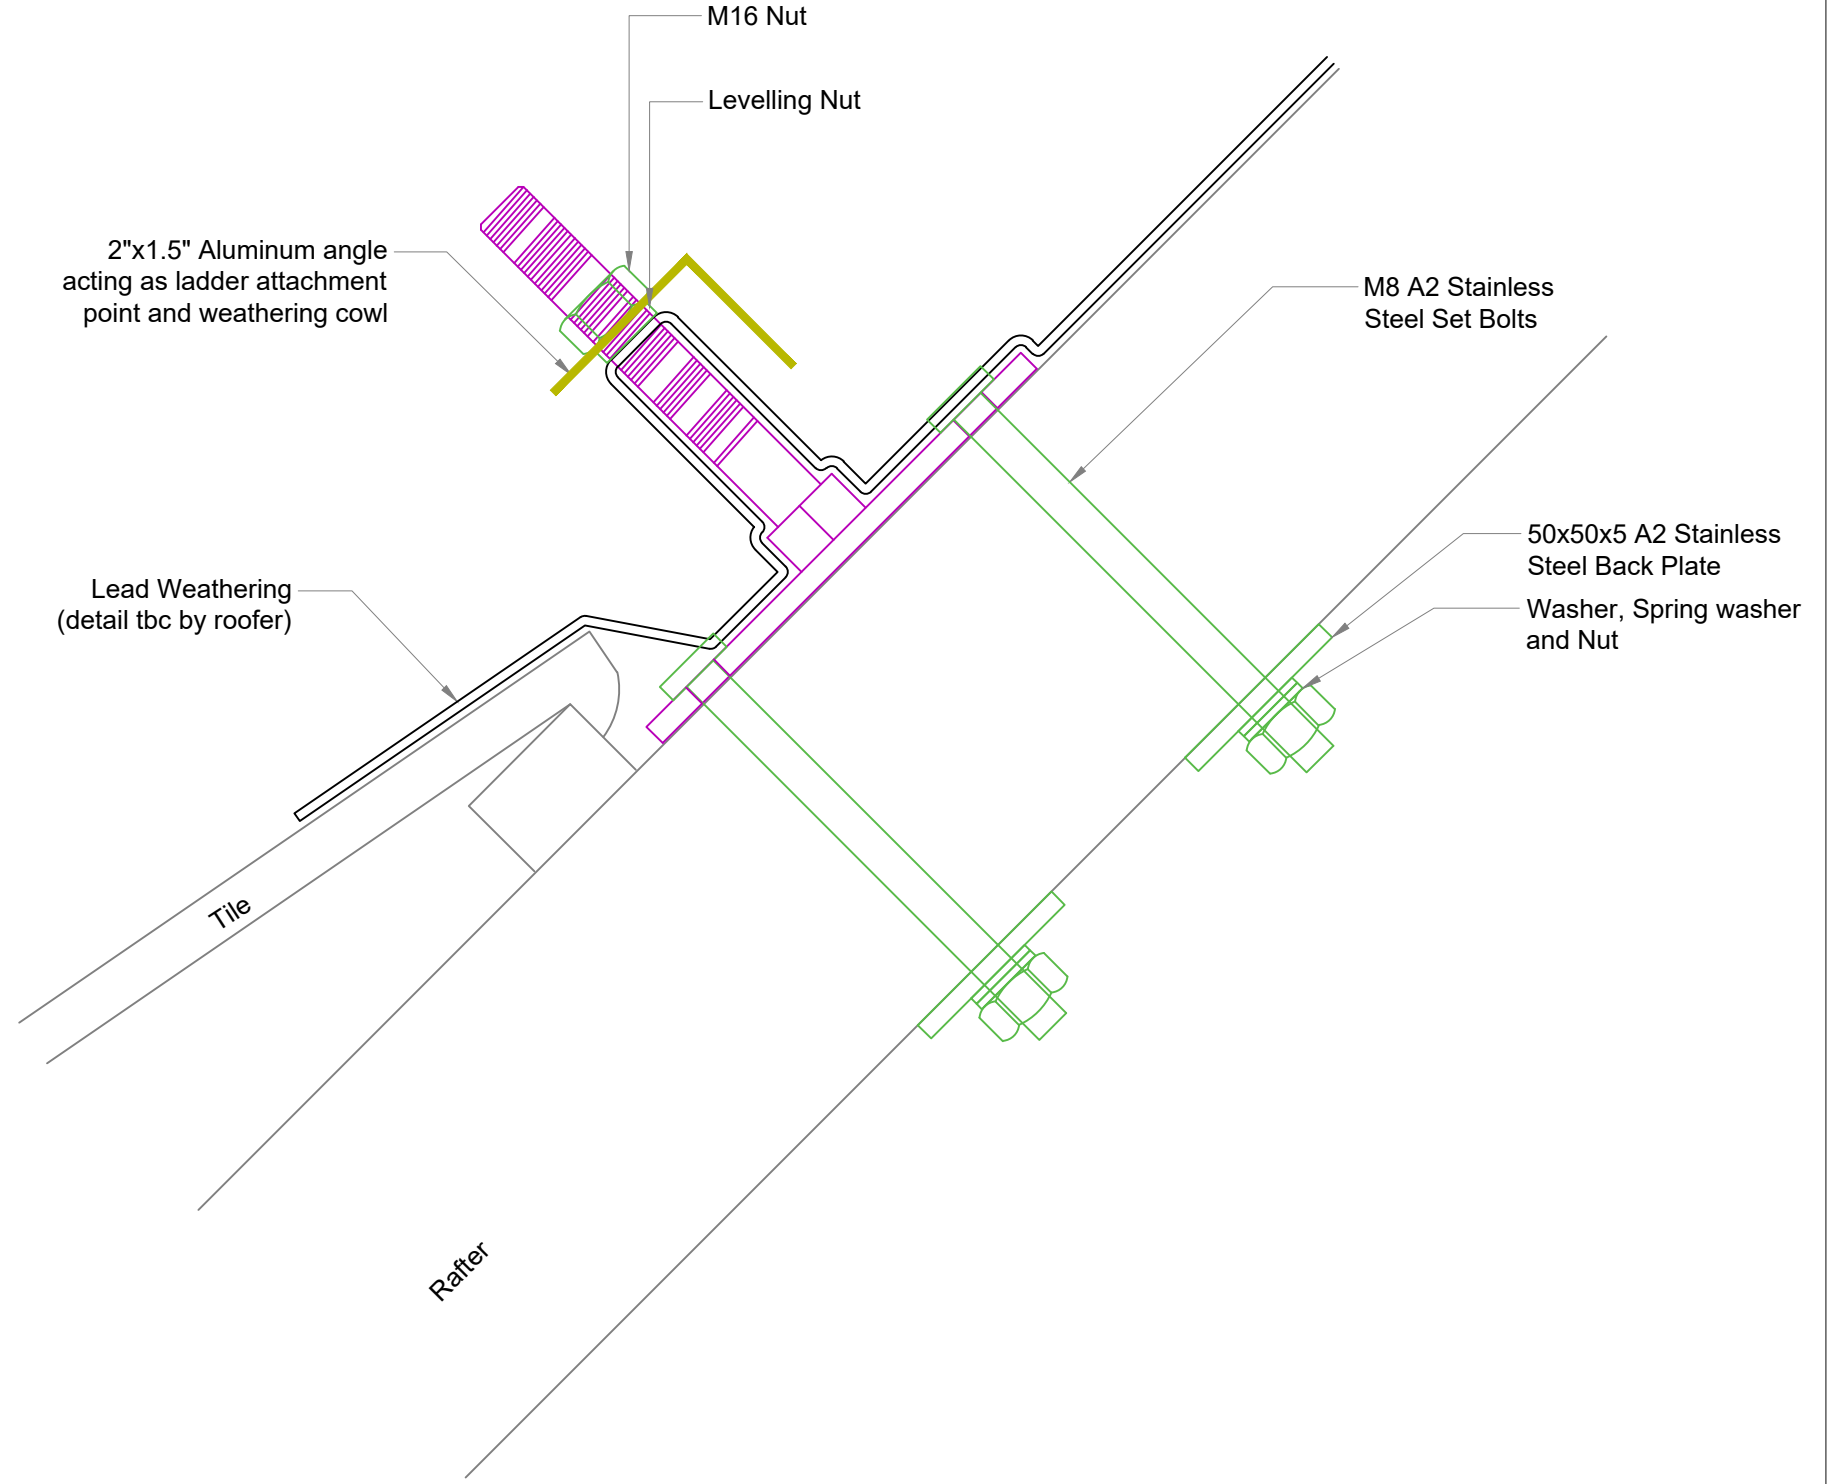 M16 Nut
Levelling Nut
2"x1.5" Aluminum angle
acting as ladder attachment
point and weathering cowl
M8 A2 Stainless
Steel Set Bolts
50x50x5 A2 Stainless
Steel Back Plate
Lead Weathering
(detail tbc by roofer)
Washer, Spring washer
and Nut
Tile
Rafter